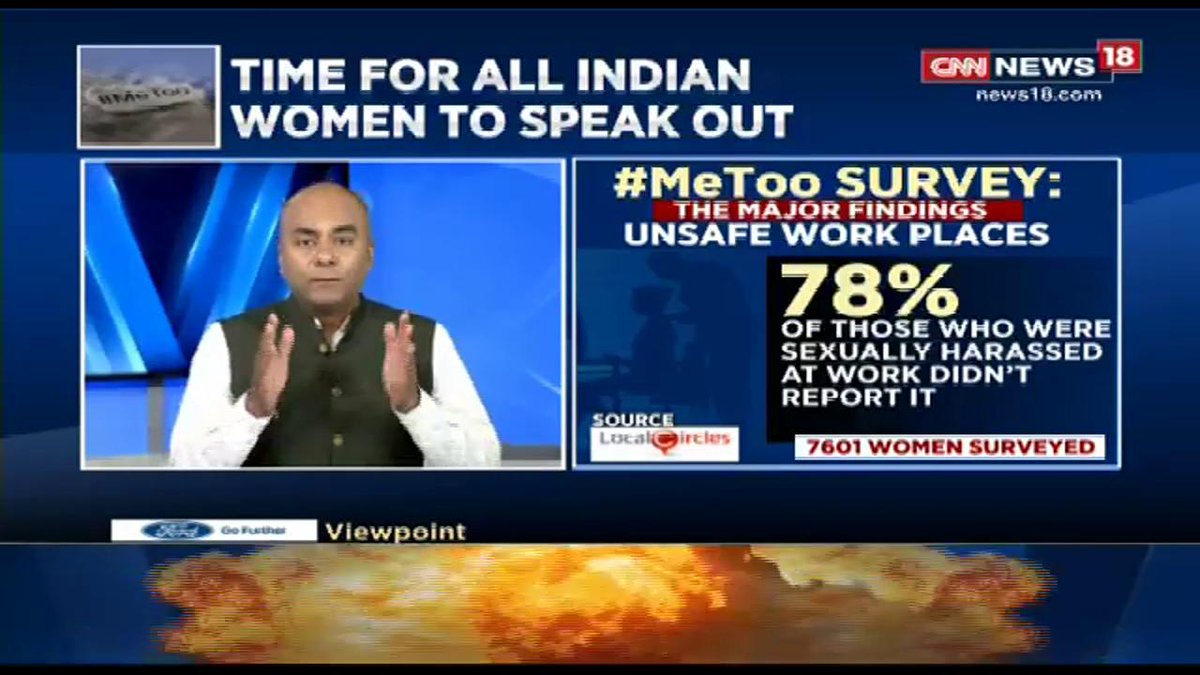 #MeToo
TIME FOR ALL INDIAN
WOMEN TO SPEAK OUT
CNN NEWS 18
news18.com
#MeToo SURVEY:
THE MAJOR FINDINGS
UNSAFE WORK PLACES
78%
OF THOSE WHO WERE
SEXUALLY HARASSED
AT WORK DIDN'T
REPORT IT
SOURCE
LocalCircles
7601 WOMEN SURVEYED
Ford Go Further Viewpoint